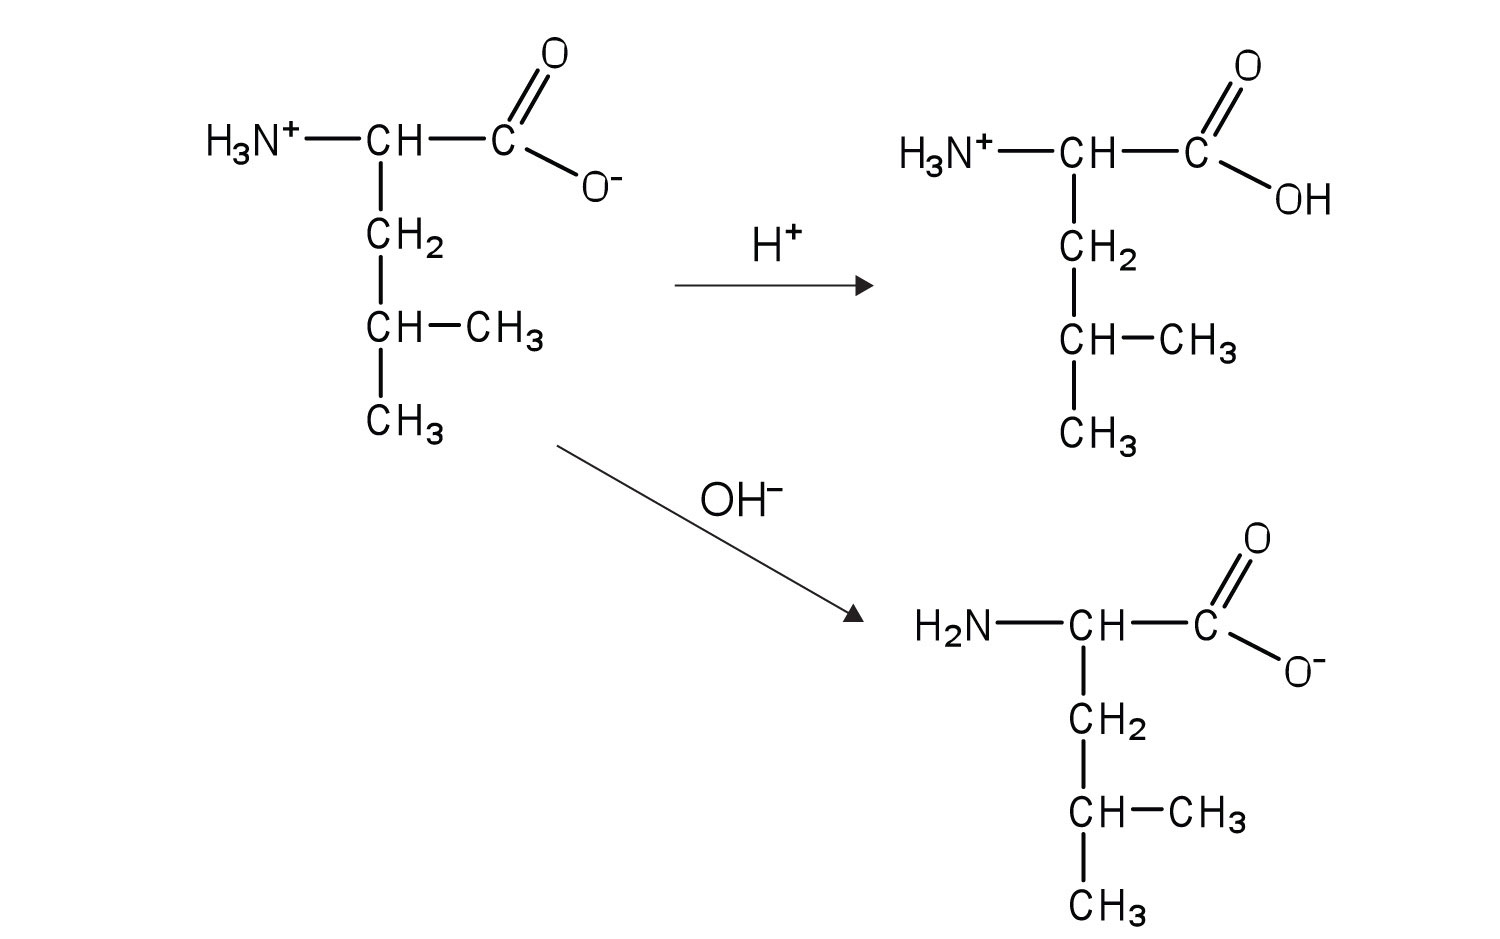 O
H₃N⁺—CH—C
O⁻
CH₂
CH—CH₃
CH₃
H⁺
O
H₃N⁺—CH—C
OH
CH₂
CH—CH₃
CH₃
OH⁻
O
H₂N—CH—C
O⁻
CH₂
CH—CH₃
CH₃